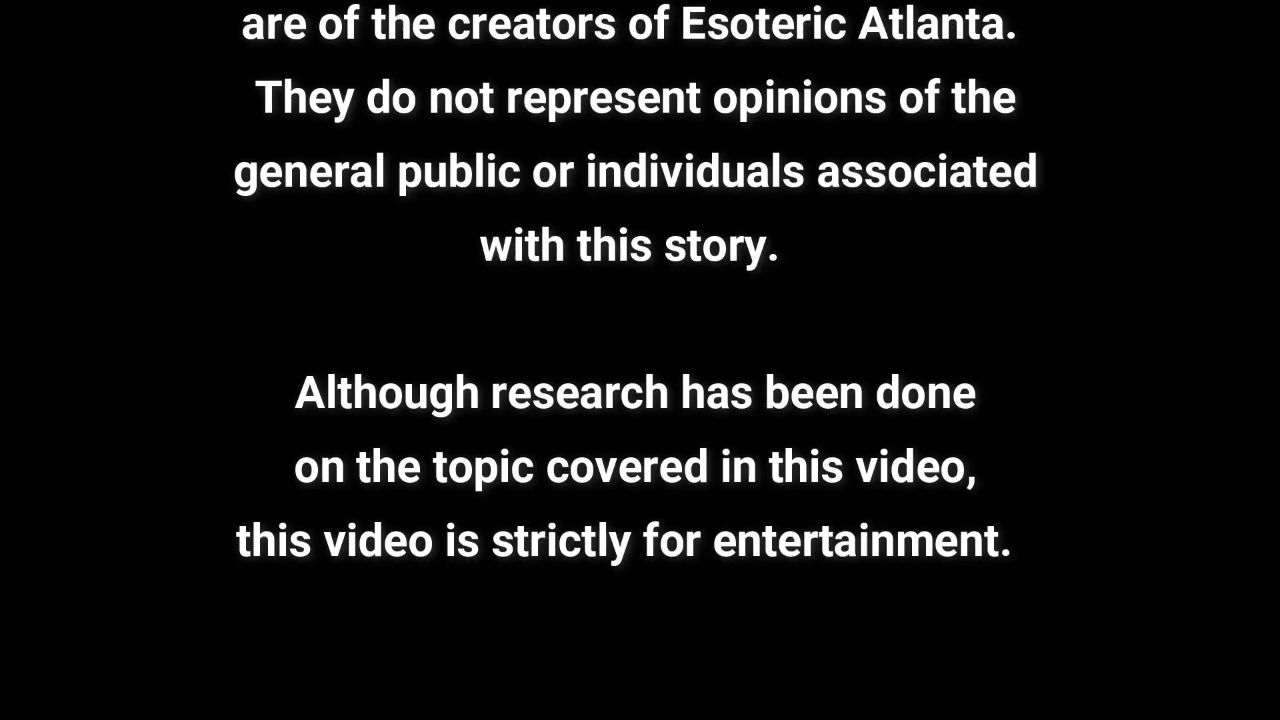 are of the creators of Esoteric Atlanta.
They do not represent opinions of the
general public or individuals associated
with this story.
Although research has been done
on the topic covered in this video,
this video is strictly for entertainment.